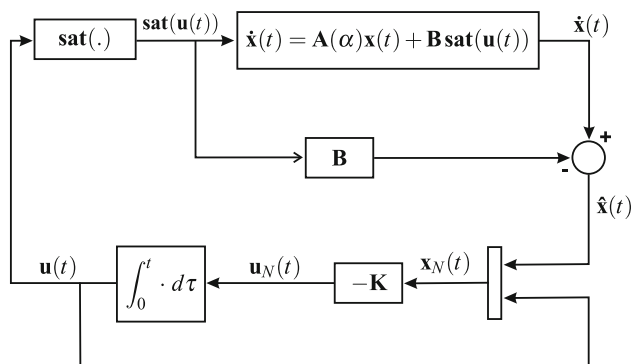 sat(.)
sat(u(t))
ẋ(t) = A(α)x(t) + B sat(u(t))
ẋ(t)
B
+
-
x̂(t)
u(t)
∫₀ᵗ · dτ
u_N(t)
-K
x_N(t)